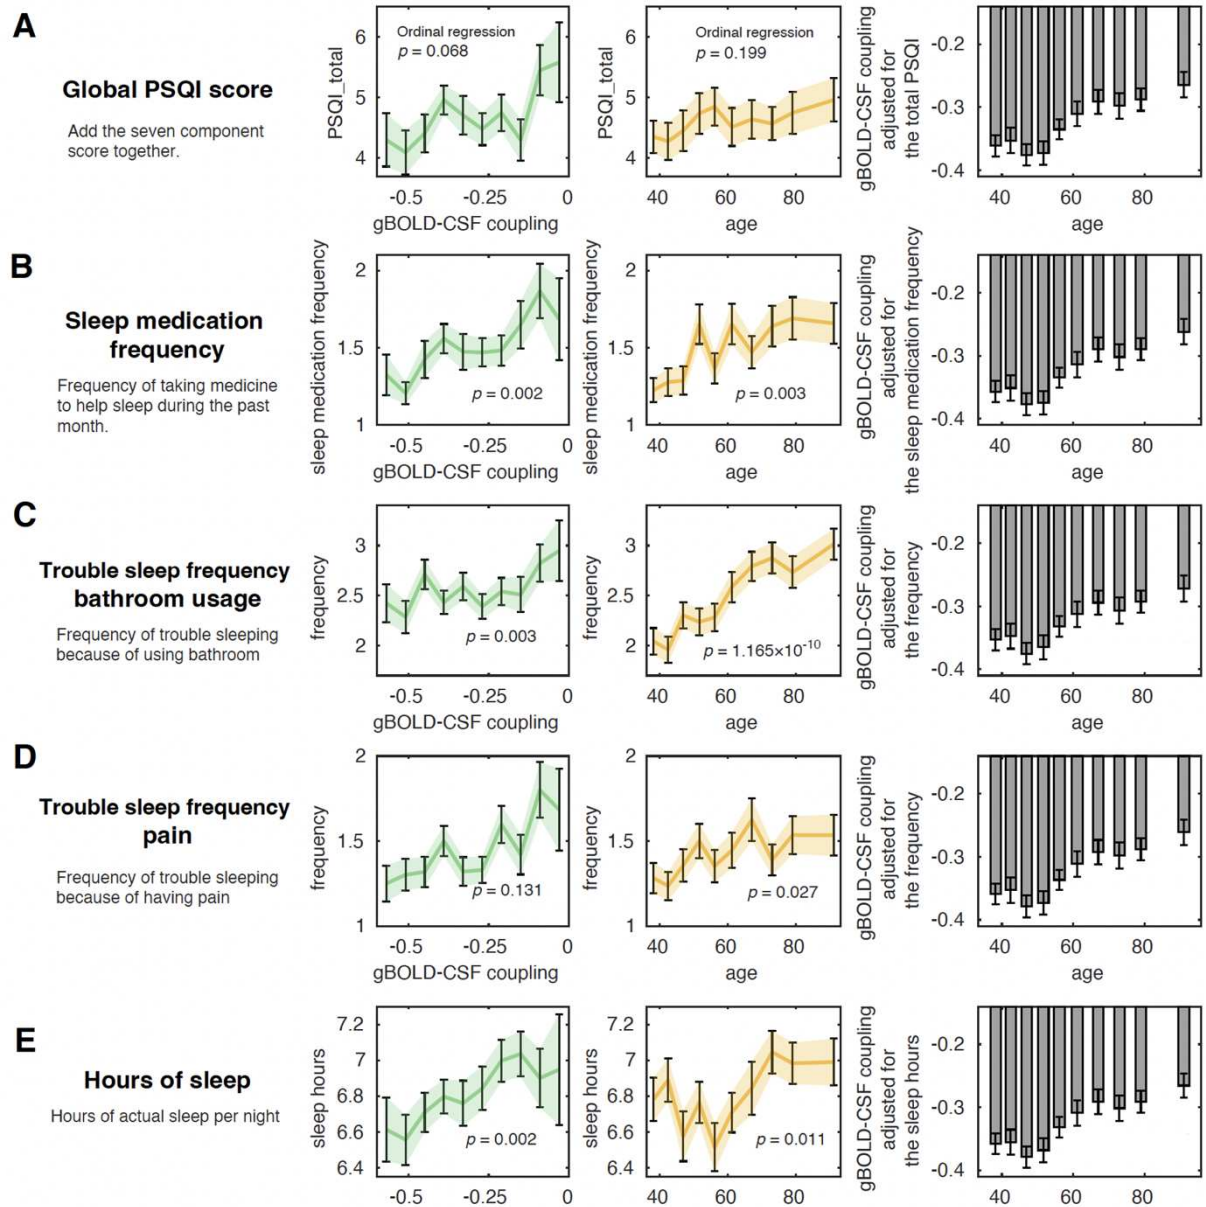 A
Global PSQI score
Add the seven component
score together.
PSQI_total
6
5
4
Ordinal regression
p = 0.068
-0.5
-0.25
0
gBOLD-CSF coupling
PSQI_total
6
5
4
Ordinal regression
p = 0.199
40
60
80
age
gBOLD-CSF coupling
adjusted for
the total PSQI
-0.2
-0.3
-0.4
40
60
80
age
B
Sleep medication
frequency
Frequency of taking medicine
to help sleep during the past
month.
sleep medication frequency
2
1.5
1
p = 0.002
-0.5
-0.25
0
gBOLD-CSF coupling
sleep medication frequency
2
1.5
1
p = 0.003
40
60
80
age
gBOLD-CSF coupling
adjusted for
the sleep medication frequency
-0.2
-0.3
-0.4
40
60
80
age
C
Trouble sleep frequency
bathroom usage
Frequency of trouble sleeping
because of using bathroom
frequency
3
2.5
2
p = 0.003
-0.5
-0.25
0
gBOLD-CSF coupling
frequency
3
2.5
2
p = 1.165×10⁻¹⁰
40
60
80
age
gBOLD-CSF coupling
adjusted for
the frequency
-0.2
-0.3
-0.4
40
60
80
age
D
Trouble sleep frequency
pain
Frequency of trouble sleeping
because of having pain
frequency
2
1.5
1
p = 0.131
-0.5
-0.25
0
gBOLD-CSF coupling
frequency
2
1.5
1
p = 0.027
40
60
80
age
gBOLD-CSF coupling
adjusted for
the frequency
-0.2
-0.3
-0.4
40
60
80
age
E
Hours of sleep
Hours of actual sleep per night
sleep hours
7.2
7
6.8
6.6
6.4
p = 0.002
-0.5
-0.25
0
gBOLD-CSF coupling
sleep hours
7.2
7
6.8
6.6
6.4
p = 0.011
40
60
80
age
gBOLD-CSF coupling
adjusted for
the sleep hours
-0.2
-0.3
-0.4
40
60
80
age